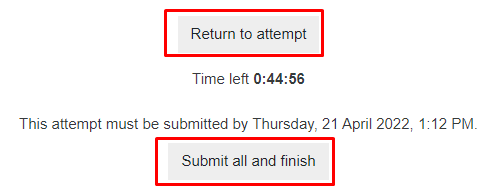 Return to attempt
Time left 0:44:56
This attempt must be submitted by Thursday, 21 April 2022, 1:12 PM.
Submit all and finish